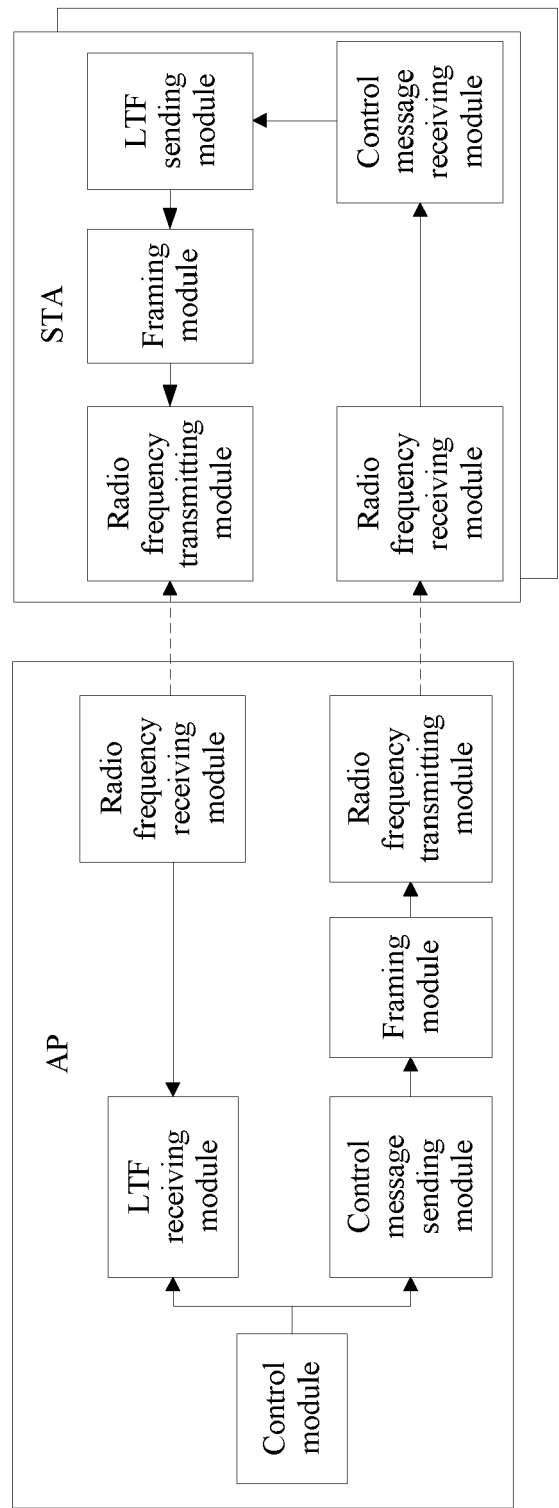 AP
Control
module
LTF
receiving
module
Radio
frequency
receiving
module
Control
message
sending
module
Framing
module
Radio
frequency
transmitting
module
STA
Radio
frequency
transmitting
module
Framing
module
LTF
sending
module
Radio
frequency
receiving
module
Control
message
receiving
module